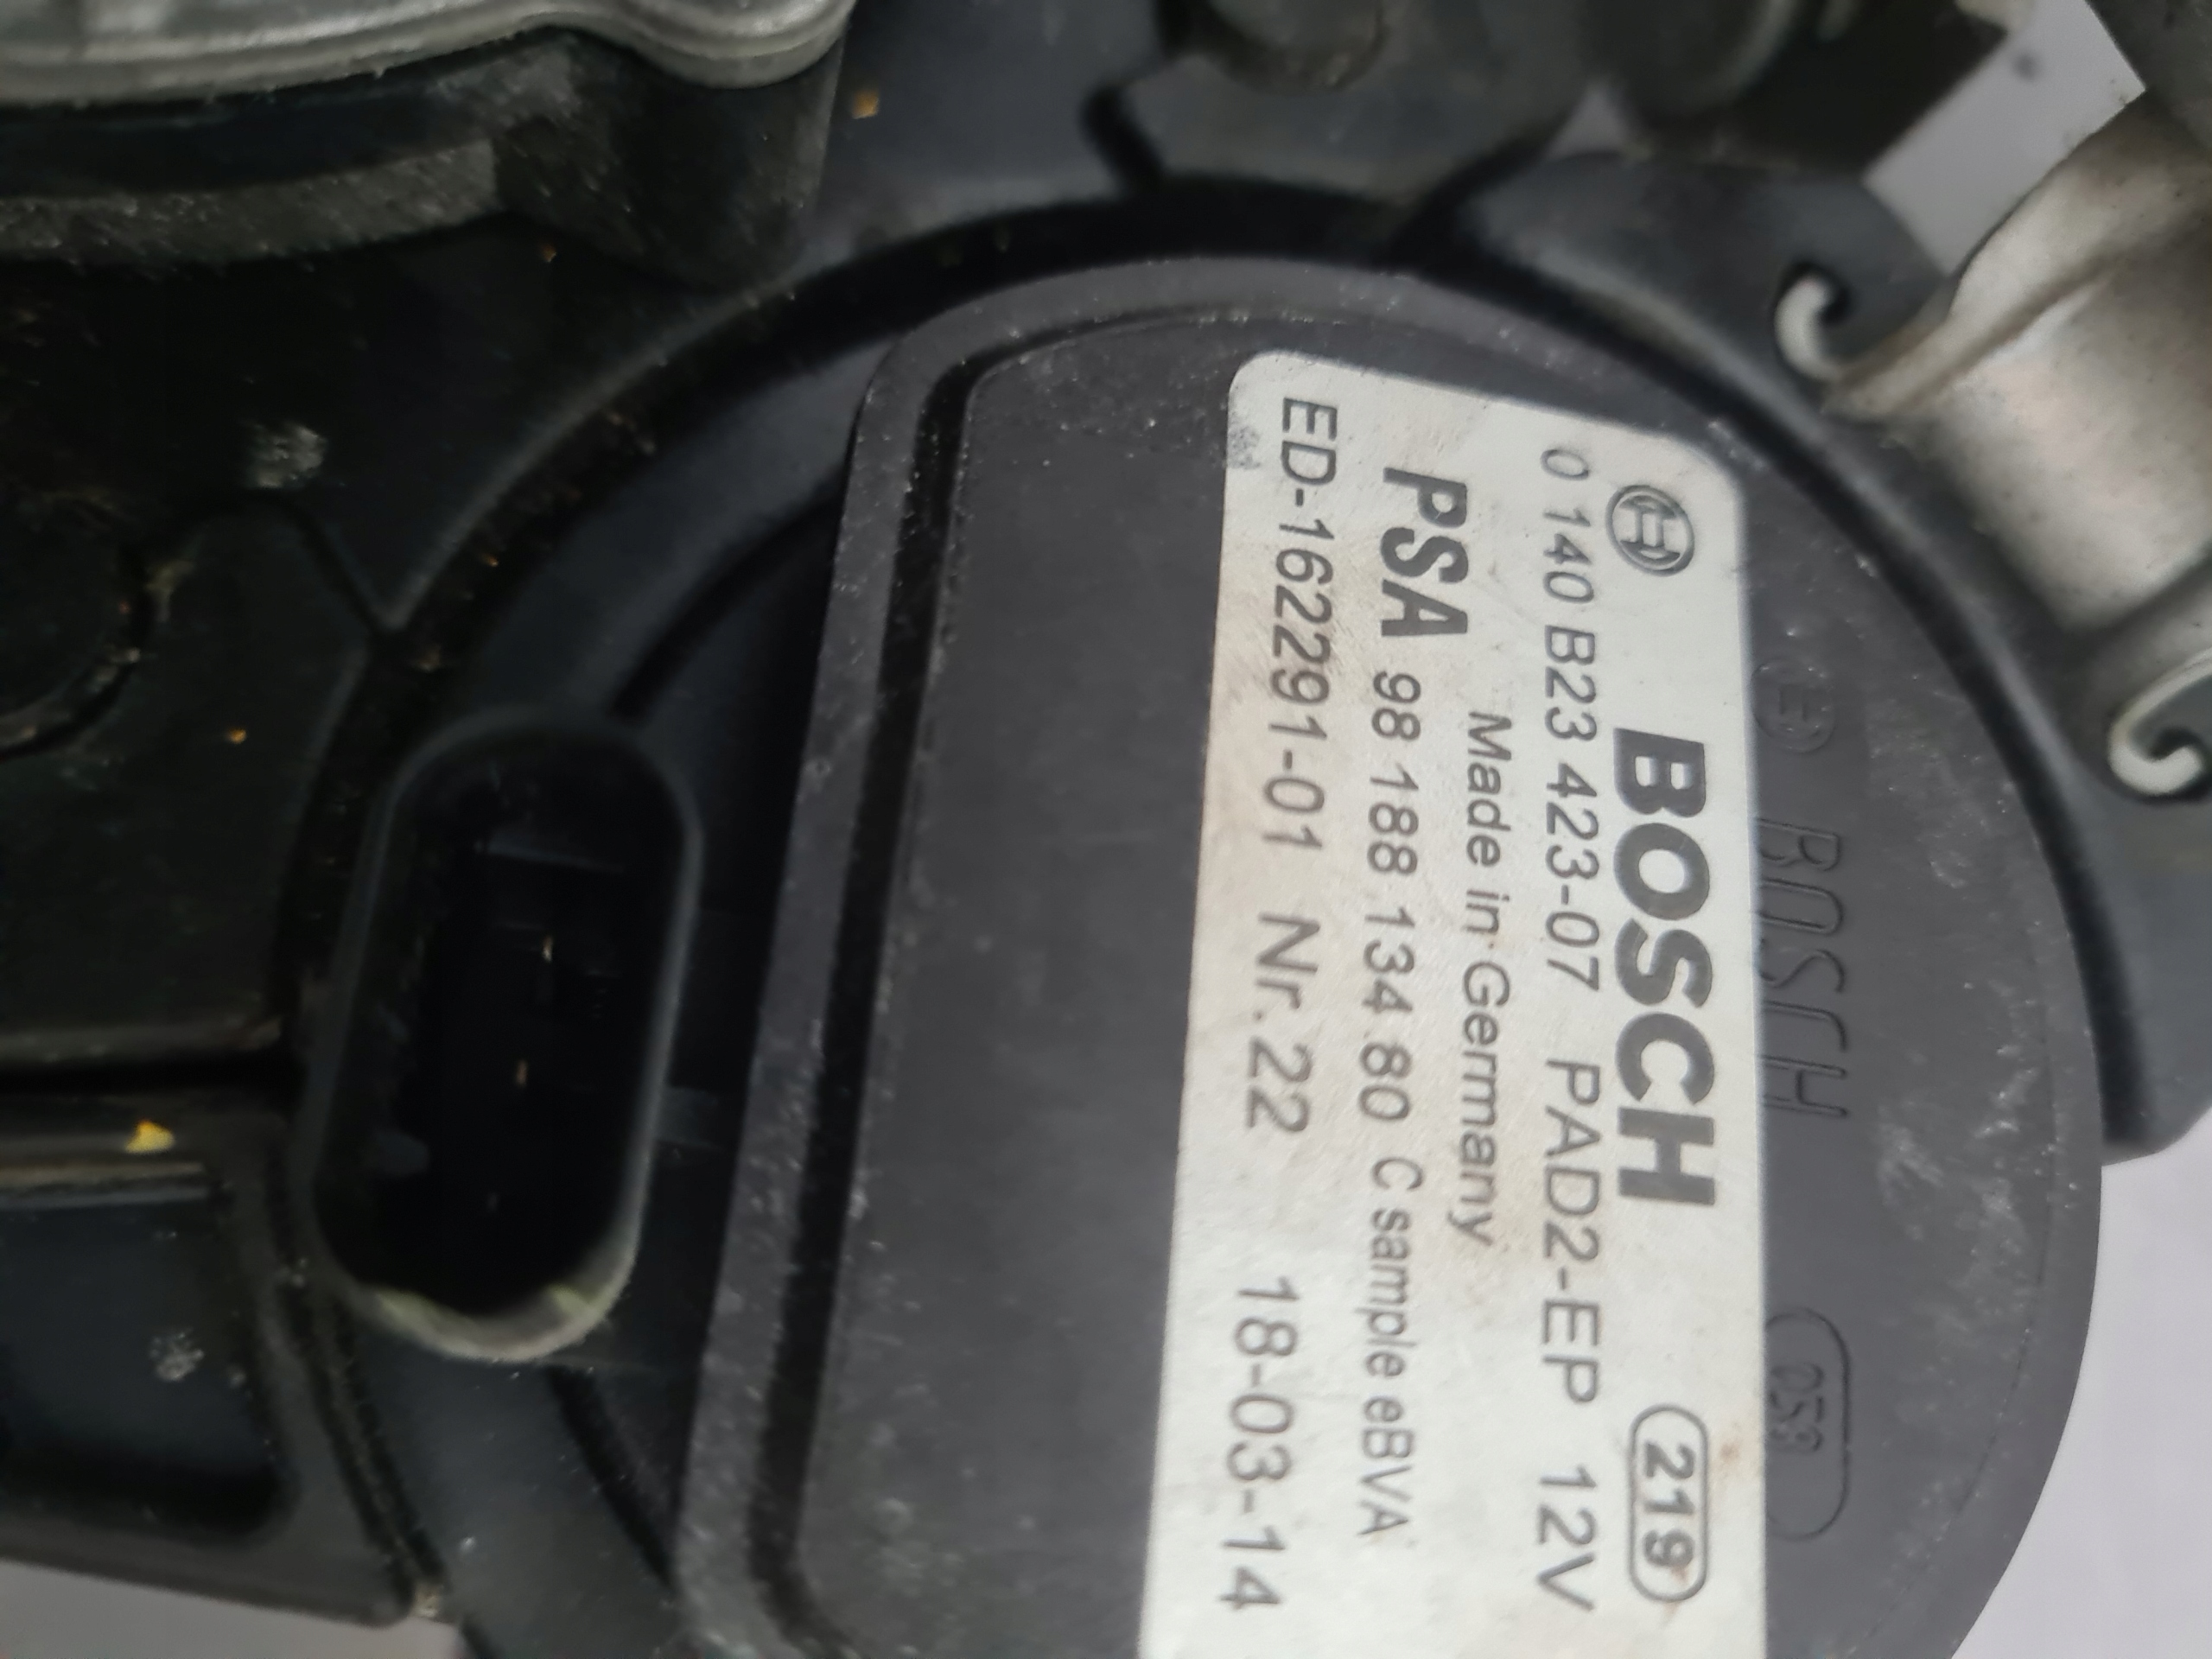 BOSCH 219
0 140 B23 423-07 PAD2-EP 12V
Made in Germany
PSA 98 188 134 80 C sample eBVA
ED-162291-01 Nr.22 18-03-14
BOSCH